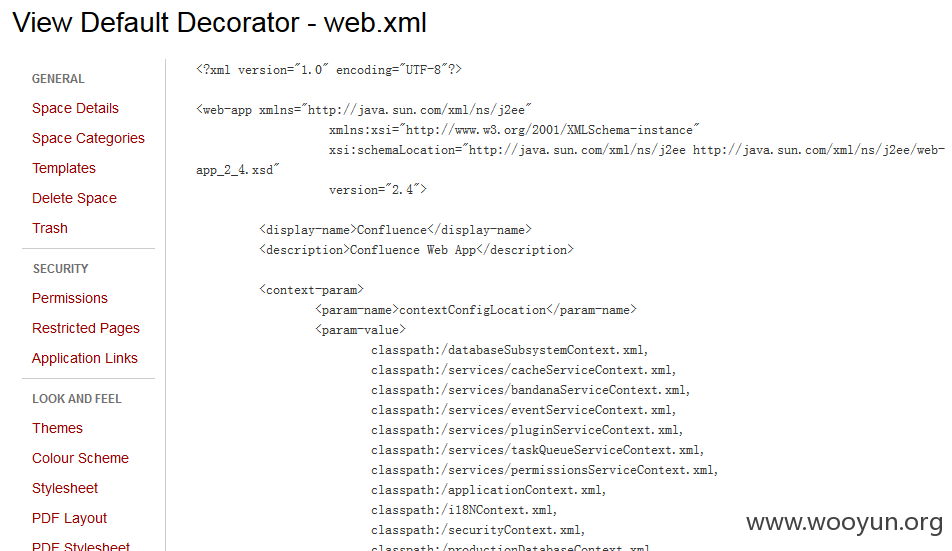 View Default Decorator - web.xml
GENERAL
Space Details
Space Categories
Templates
Delete Space
Trash
SECURITY
Permissions
Restricted Pages
Application Links
LOOK AND FEEL
Themes
Colour Scheme
Stylesheet
PDF Layout
PDF Stylesheet
<?xml version="1.0" encoding="UTF-8"?>
<web-app xmlns="http://java.sun.com/xml/ns/j2ee"
xmlns:xsi="http://www.w3.org/2001/XMLSchema-instance"
xsi:schemaLocation="http://java.sun.com/xml/ns/j2ee http://java.sun.com/xml/ns/j2ee/web-
app_2_4.xsd"
version="2.4">
<display-name>Confluence</display-name>
<description>Confluence Web App</description>
<context-param>
<param-name>contextConfigLocation</param-name>
<param-value>
classpath:/databaseSubsystemContext.xml,
classpath:/services/cacheServiceContext.xml,
classpath:/services/bandanaServiceContext.xml,
classpath:/services/eventServiceContext.xml,
classpath:/services/pluginServiceContext.xml,
classpath:/services/taskQueueServiceContext.xml,
classpath:/services/permissionsServiceContext.xml,
classpath:/applicationContext.xml,
classpath:/i18NContext.xml,
classpath:/securityContext.xml,
classpath:/productionDatabaseContext.xml
www.wooyun.org